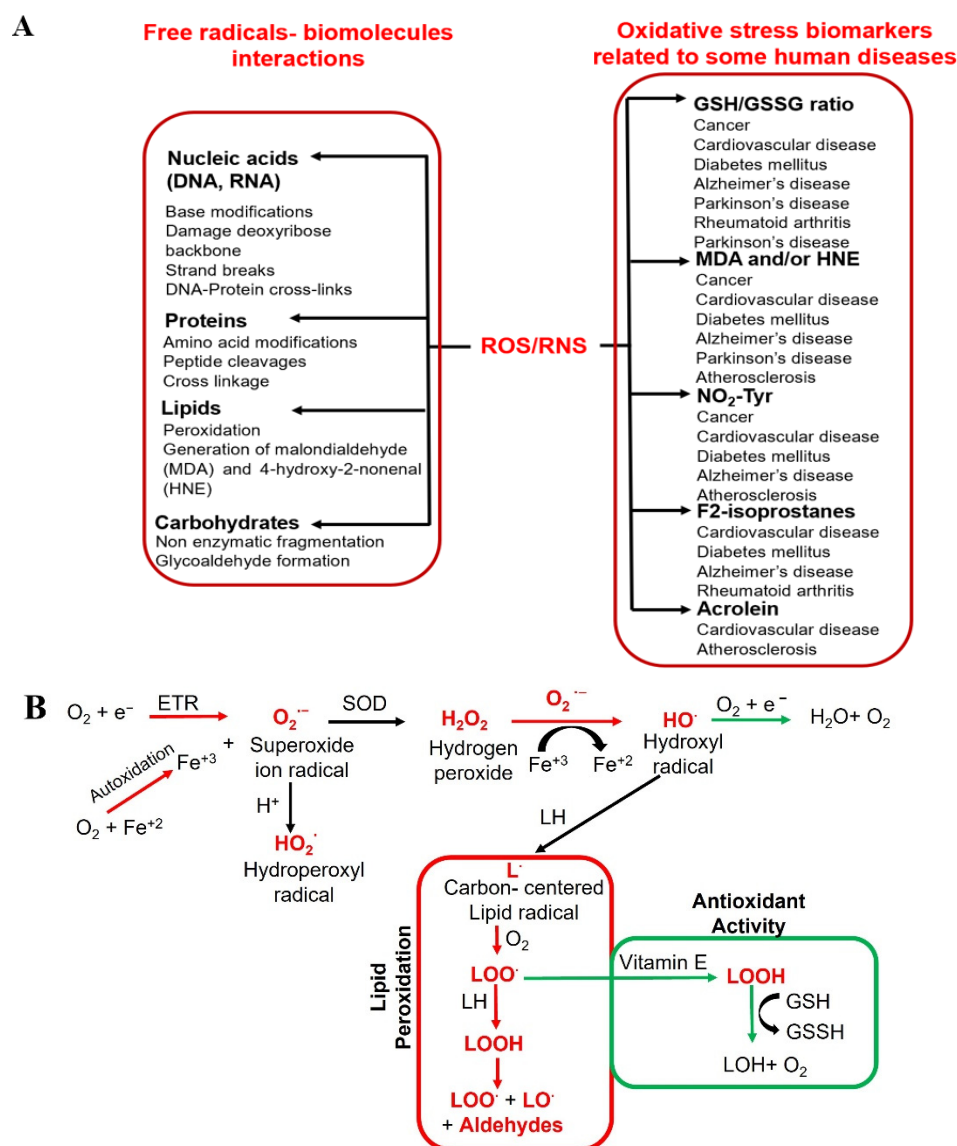 A
Free radicals- biomolecules
interactions
Nucleic acids
(DNA, RNA)
Base modifications
Damage deoxyribose
backbone
Strand breaks
DNA-Protein cross-links
Proteins
Amino acid modifications
Peptide cleavages
Cross linkage
Lipids
Peroxidation
Generation of malondialdehyde
(MDA) and 4-hydroxy-2-nonenal
(HNE)
Carbohydrates
Non enzymatic fragmentation
Glycoaldehyde formation
ROS/RNS
Oxidative stress biomarkers
related to some human diseases
GSH/GSSG ratio
Cancer
Cardiovascular disease
Diabetes mellitus
Alzheimer's disease
Parkinson's disease
Rheumatoid arthritis
Parkinson's disease
MDA and/or HNE
Cancer
Cardiovascular disease
Diabetes mellitus
Alzheimer's disease
Parkinson's disease
Atherosclerosis
NO₂-Tyr
Cancer
Cardiovascular disease
Diabetes mellitus
Alzheimer's disease
Atherosclerosis
F2-isoprostanes
Cardiovascular disease
Diabetes mellitus
Alzheimer's disease
Rheumatoid arthritis
Acrolein
Cardiovascular disease
Atherosclerosis
B
O₂ + e⁻
ETR
O₂˙⁻
Superoxide
ion radical
SOD
H₂O₂
Hydrogen
peroxide
O₂˙⁻
Fe⁺³
Fe⁺²
HO˙
Hydroxyl
radical
O₂ + e⁻
H₂O+ O₂
Autoxidation
Fe⁺³
+
O₂ + Fe⁺²
H⁺
HO₂˙
Hydroperoxyl
radical
LH
Lipid
Peroxidation
L˙
Carbon- centered
Lipid radical
O₂
LOO˙
LH
LOOH
LOO˙ + LO˙
+ Aldehydes
Antioxidant
Activity
Vitamin E
LOOH
GSH
GSSH
LOH+ O₂